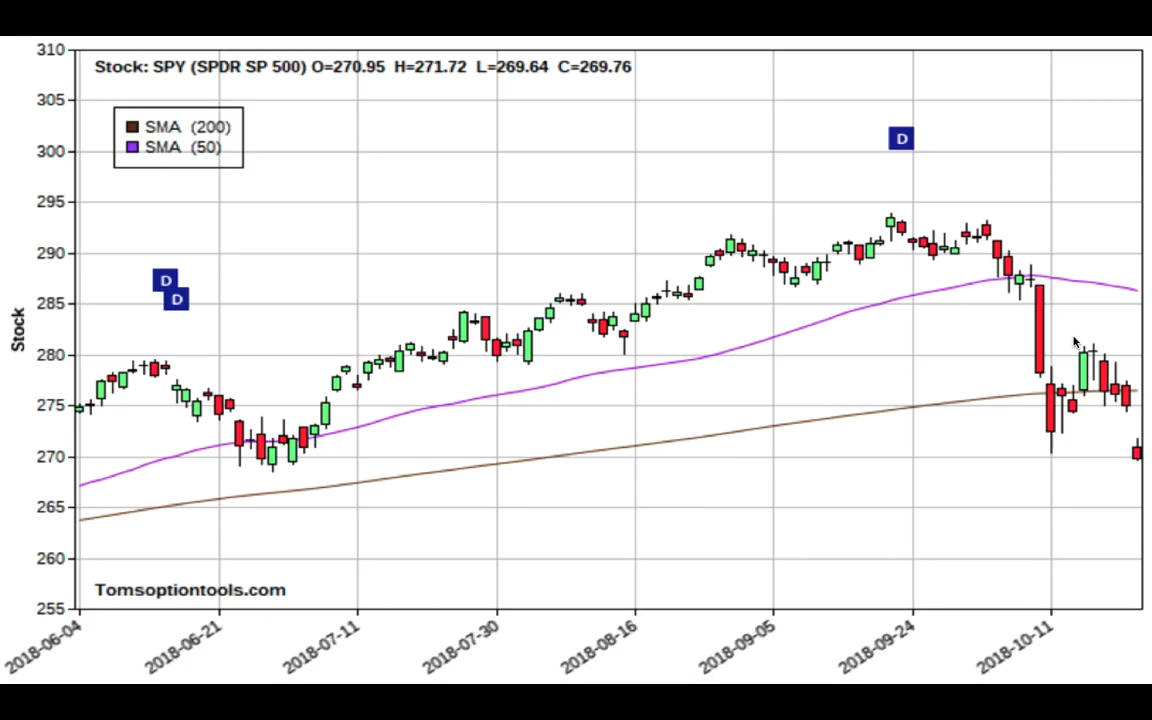 310
Stock: SPY (SPDR SP 500) O=270.95 H=271.72 L=269.64 C=269.76
305
SMA (200)
SMA (50)
300
D
295
290
D
D
285
Stock
280
275
270
265
260
Tomsoptiontools.com
255
2018-06-04
2018-06-21
2018-07-11
2018-07-30
2018-08-16
2018-09-05
2018-09-24
2018-10-11